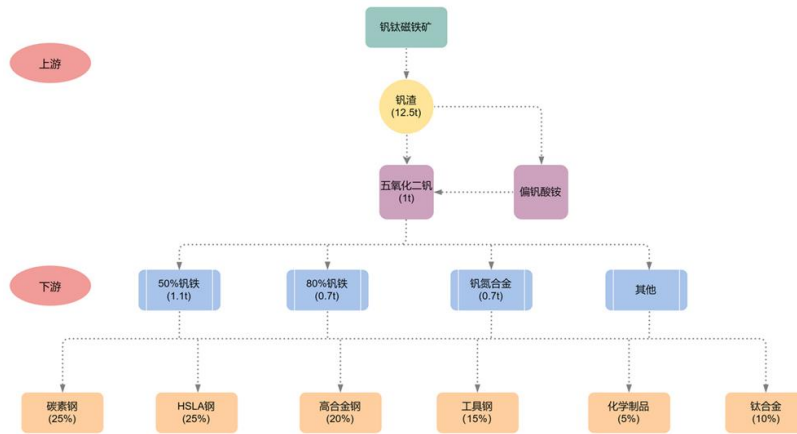 钒钛磁铁矿
上游
钒渣
(12.5t)
五氧化二钒
(1t)
偏钒酸铵
下游
50%钒铁
(1.1t)
80%钒铁
(0.7t)
钒氮合金
(0.7t)
其他
碳素钢
(25%)
HSLA钢
(25%)
高合金钢
(20%)
工具钢
(15%)
化学制品
(5%)
钛合金
(10%)